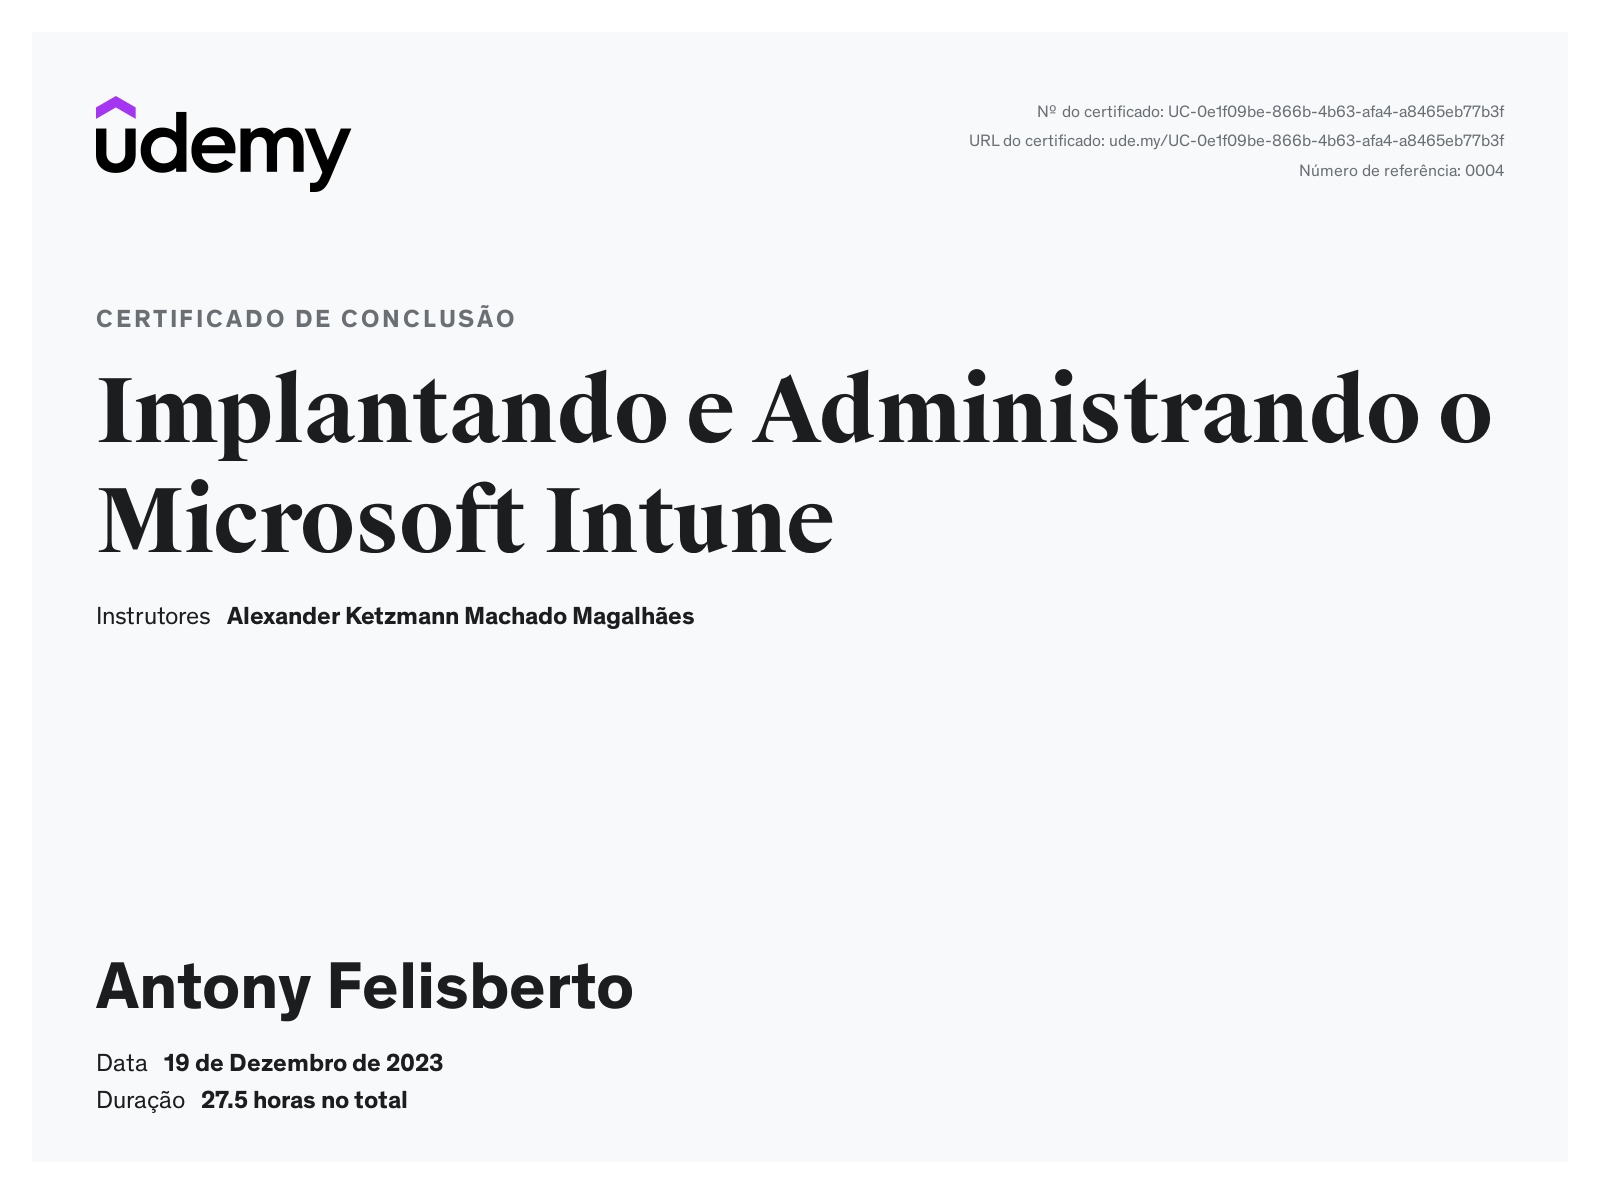 udemy
Nº do certificado: UC-0e1f09be-866b-4b63-afa4-a8465eb77b3f
URL do certificado: ude.my/UC-0e1f09be-866b-4b63-afa4-a8465eb77b3f
Número de referência: 0004
CERTIFICADO DE CONCLUSÃO
Implantando e Administrando o
Microsoft Intune
Instrutores Alexander Ketzmann Machado Magalhães
Antony Felisberto
Data 19 de Dezembro de 2023
Duração 27.5 horas no total